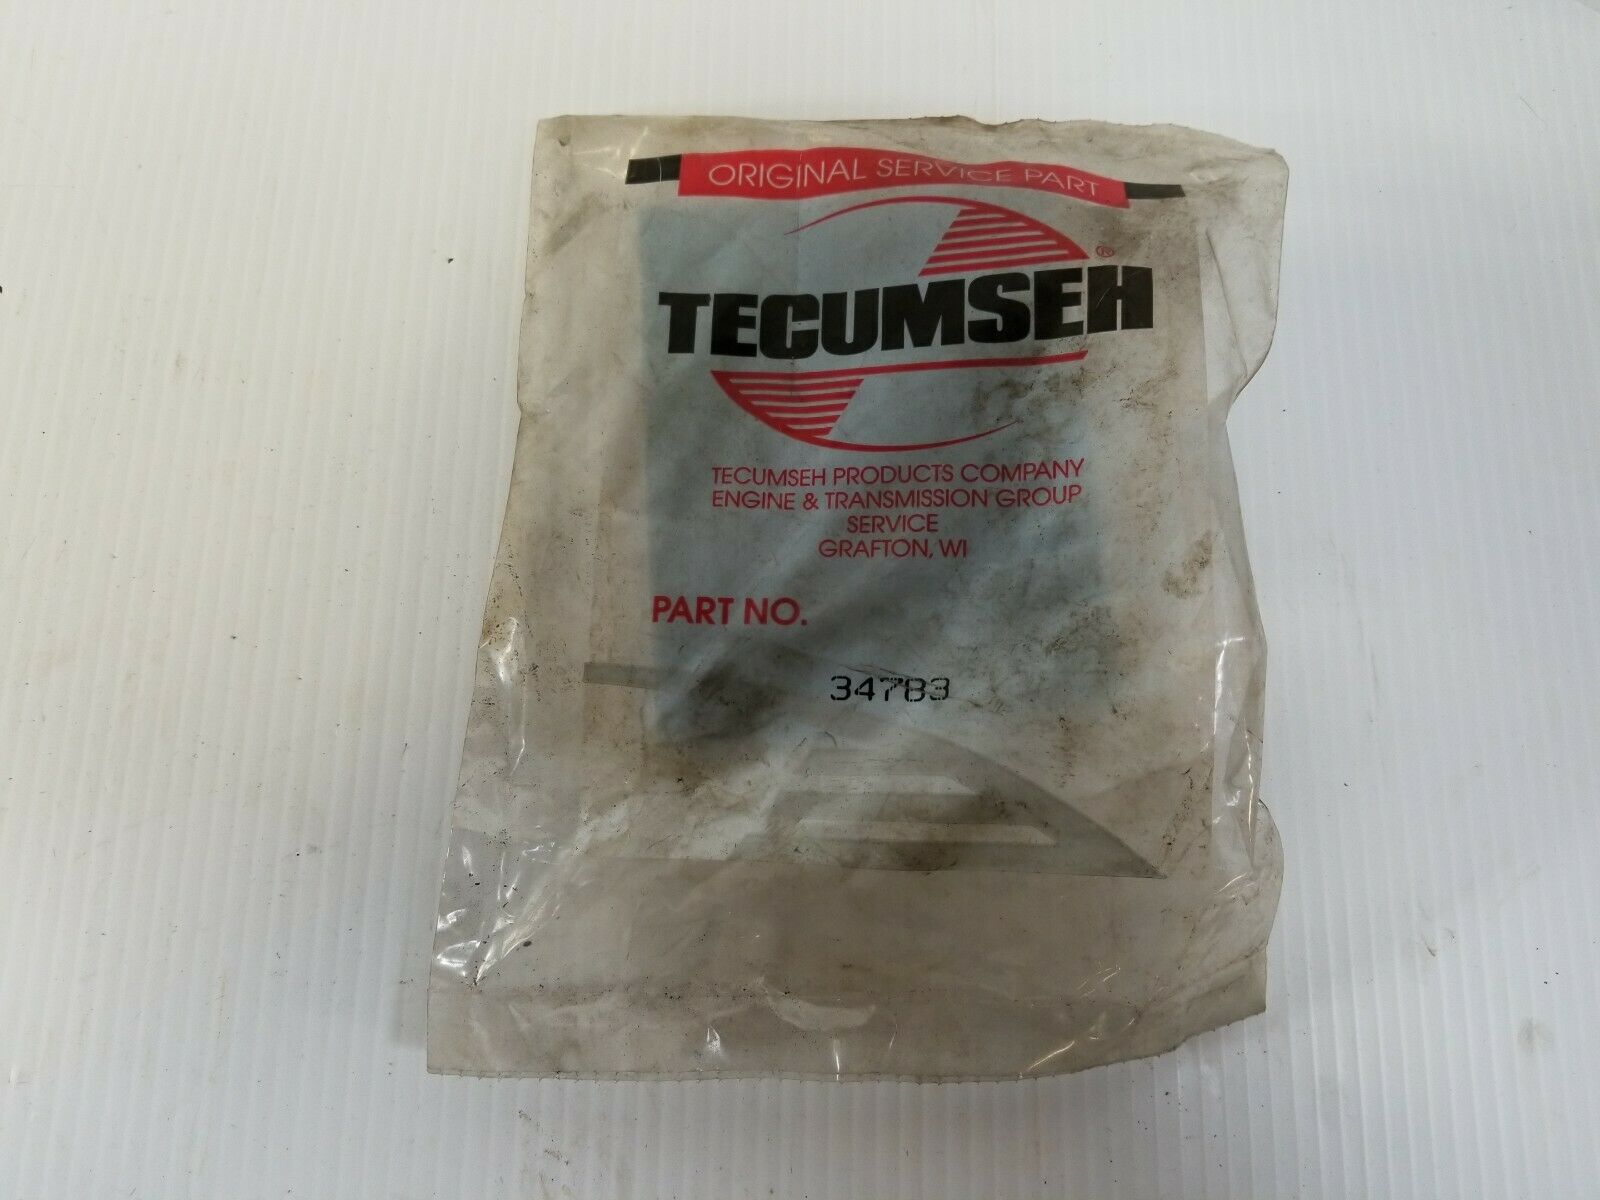 ORIGINAL SERVICE PART
TECUMSEH®
TECUMSEH PRODUCTS COMPANY
ENGINE & TRANSMISSION GROUP
SERVICE
GRAFTON, WI
PART NO.
34783